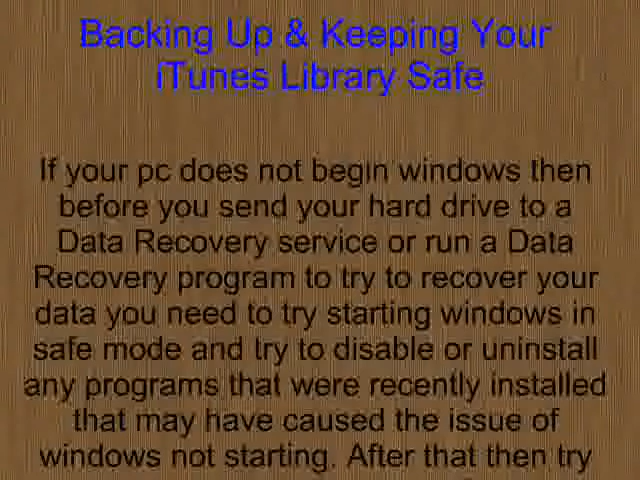 Backing Up & Keeping Your
iTunes Library Safe
If your pc does not begin windows then
before you send your hard drive to a
Data Recovery service or run a Data
Recovery program to try to recover your
data you need to try starting windows in
safe mode and try to disable or uninstall
any programs that were recently installed
that may have caused the issue of
windows not starting. After that then try